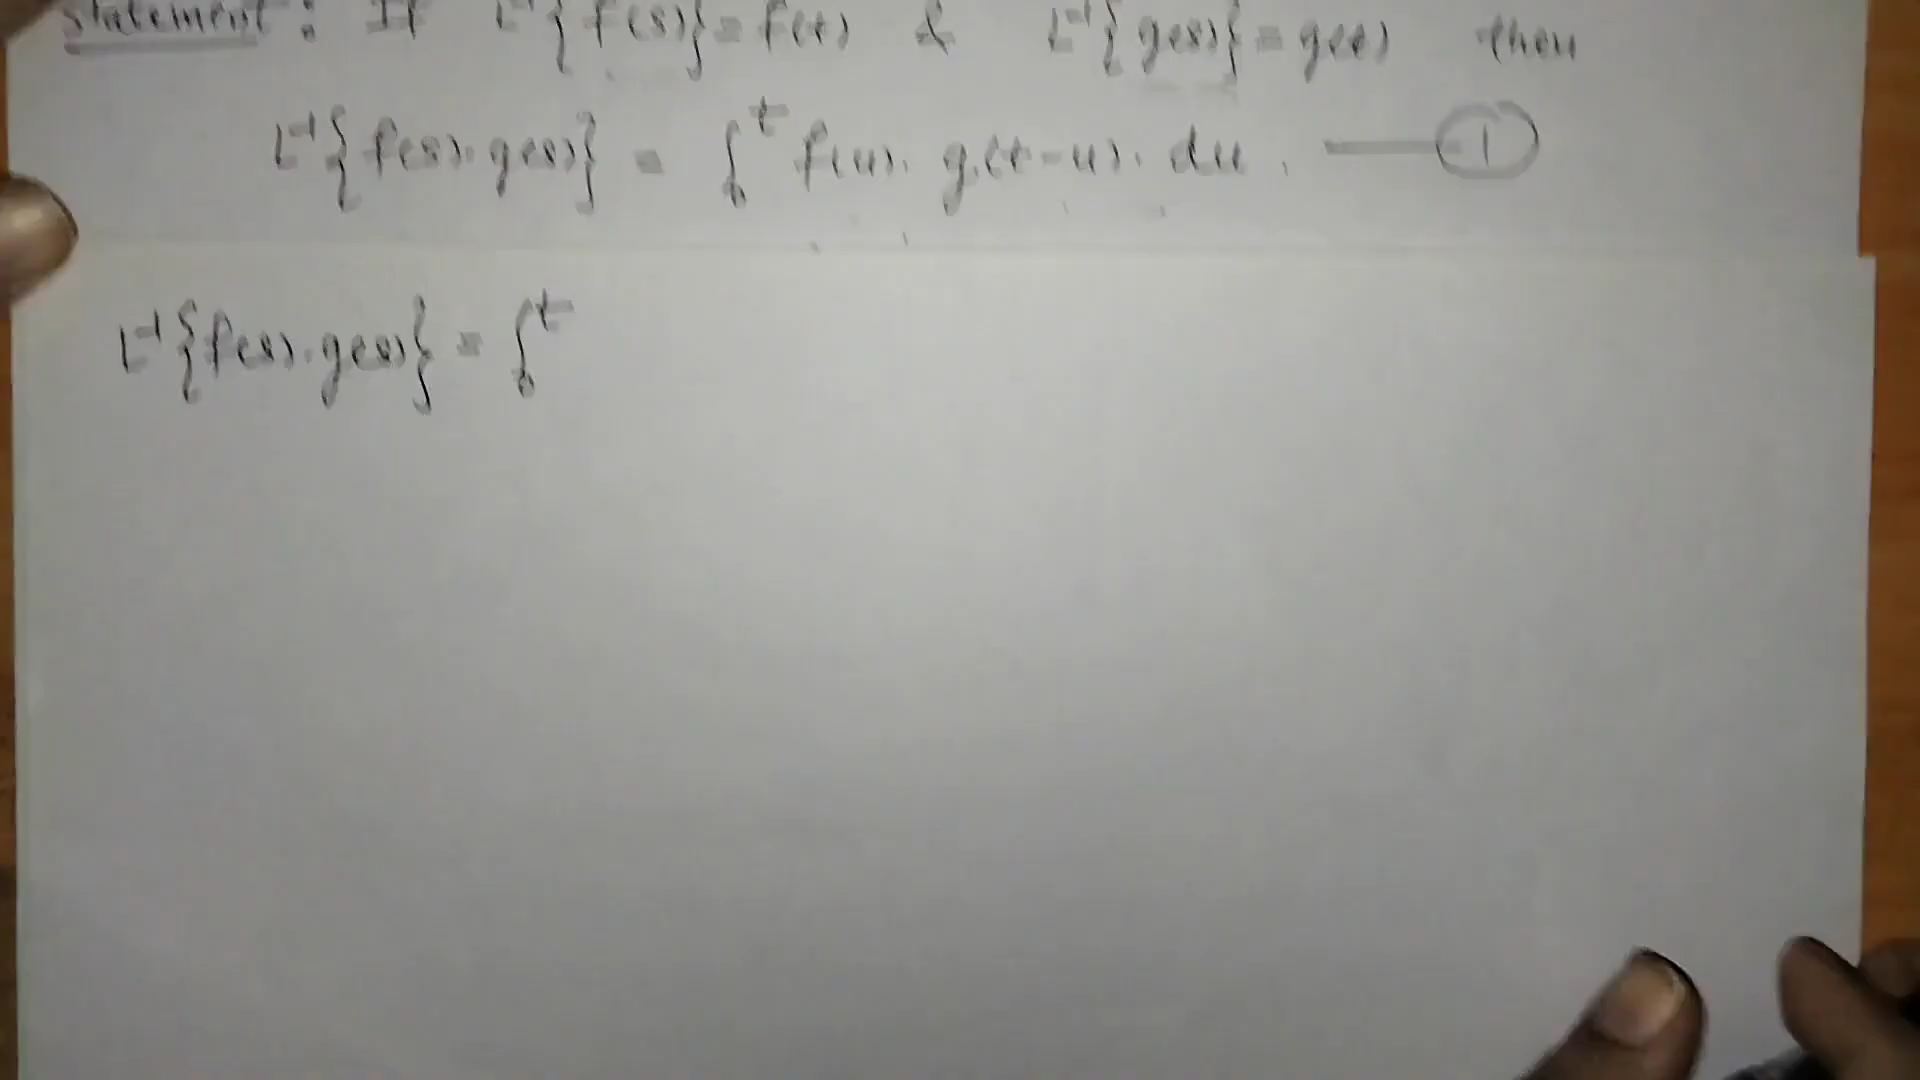 Statement : If L⁻¹{f(s)} = f(t) & L⁻¹{g(s)} = g(t) then
L⁻¹{f(s).g(s)} = ∫₀ᵗ f(u). g(t-u). du. — ①
L⁻¹{f(s).g(s)} = ∫₀ᵗ